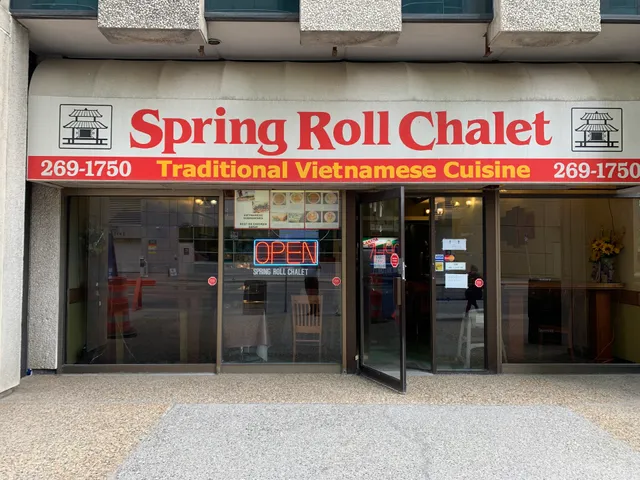 Spring Roll Chalet
269-1750 Traditional Vietnamese Cuisine 269-1750
OPEN
SPRING ROLL CHALET